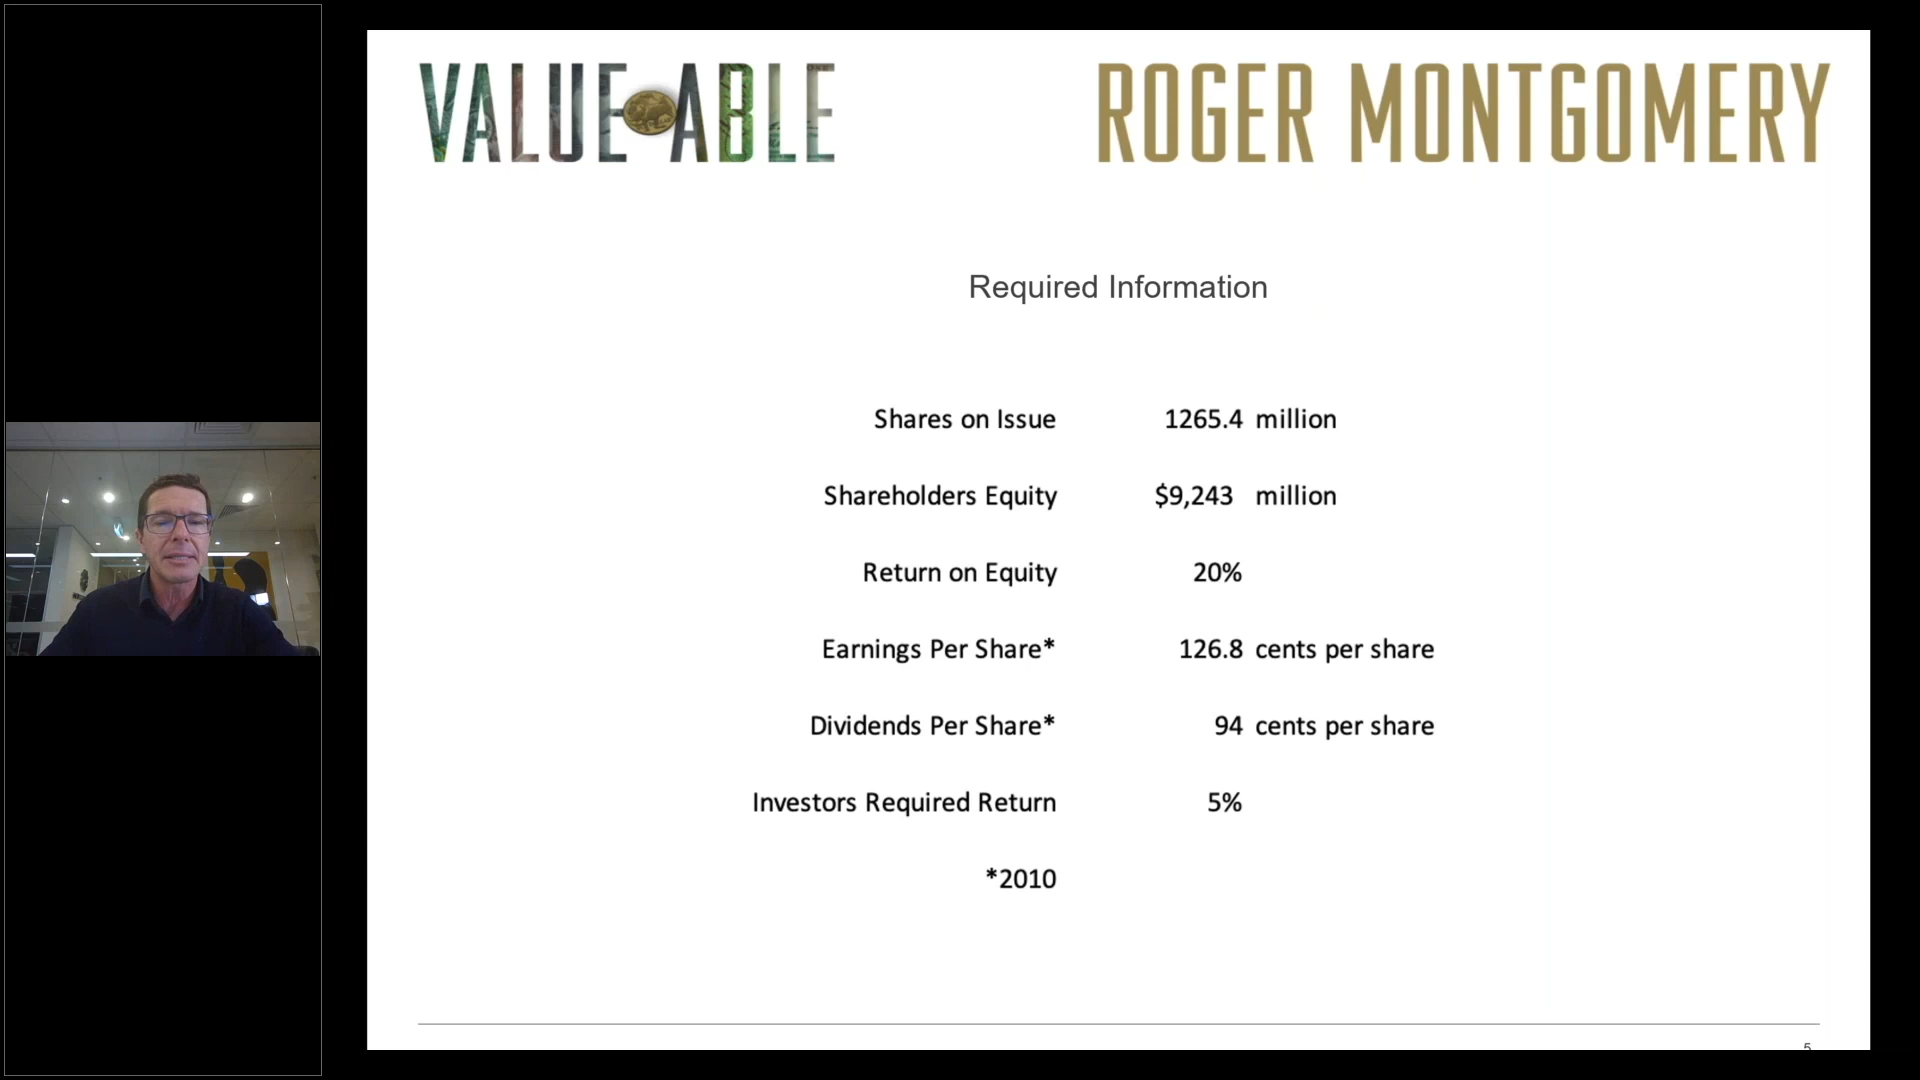 VALUE ABLE
ROGER MONTGOMERY
Required Information
Shares on Issue 1265.4 million
Shareholders Equity $9,243 million
Return on Equity 20%
Earnings Per Share* 126.8 cents per share
Dividends Per Share* 94 cents per share
Investors Required Return 5%
*2010
5